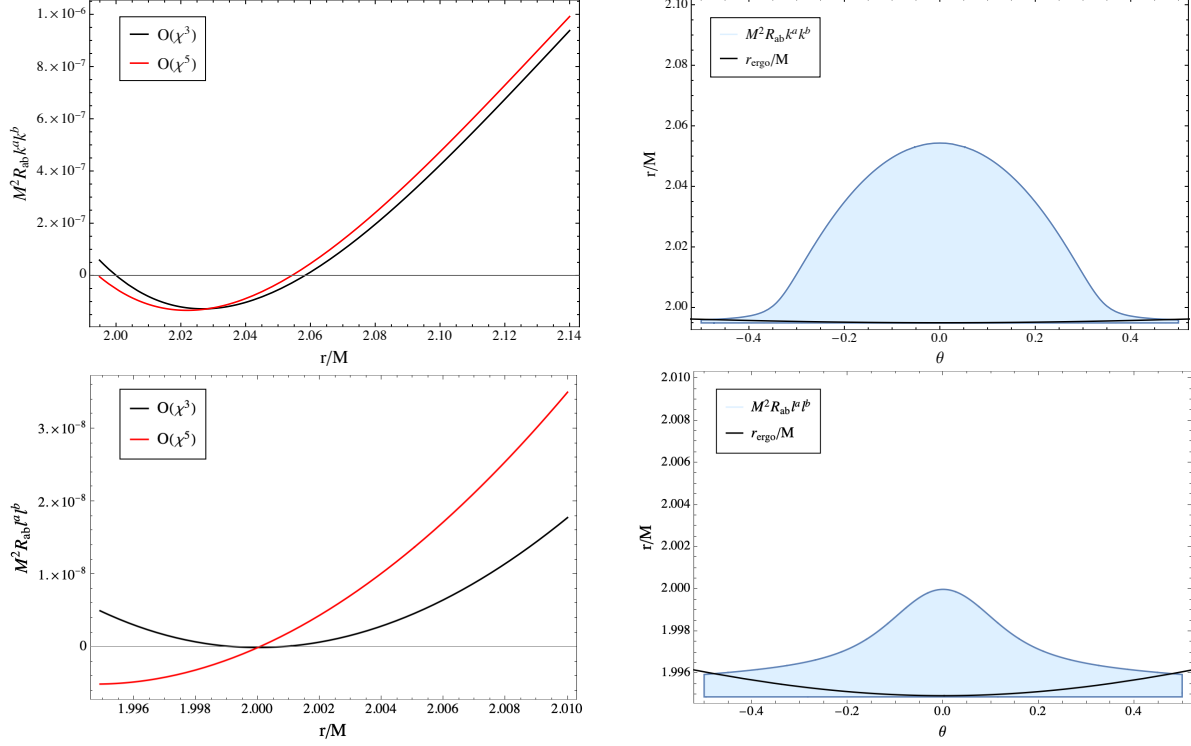 O(χ³)
O(χ⁵)
M²R_ab kᵃkᵇ
1.×10⁻⁶
8.×10⁻⁷
6.×10⁻⁷
4.×10⁻⁷
2.×10⁻⁷
0
2.00 2.02 2.04 2.06 2.08 2.10 2.12 2.14
r/M
M²R_ab kᵃkᵇ
r_ergo/M
r/M
2.10
2.08
2.06
2.04
2.02
2.00
−0.4 −0.2 0.0 0.2 0.4
θ
O(χ³)
O(χ⁵)
M²R_ab lᵃlᵇ
3.×10⁻⁸
2.×10⁻⁸
1.×10⁻⁸
0
1.996 1.998 2.000 2.002 2.004 2.006 2.008 2.010
r/M
M²R_ab lᵃlᵇ
r_ergo/M
r/M
2.010
2.008
2.006
2.004
2.002
2.000
1.998
1.996
−0.4 −0.2 0.0 0.2 0.4
θ